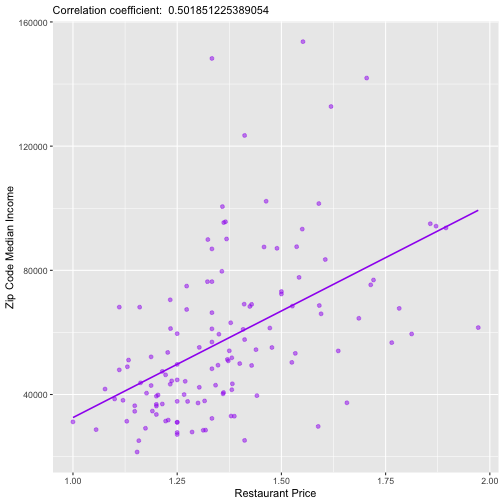 Correlation coefficient:  0.501851225389054
160000
120000
80000
40000
Zip Code Median Income
1.00 1.25 1.50 1.75 2.00
Restaurant Price